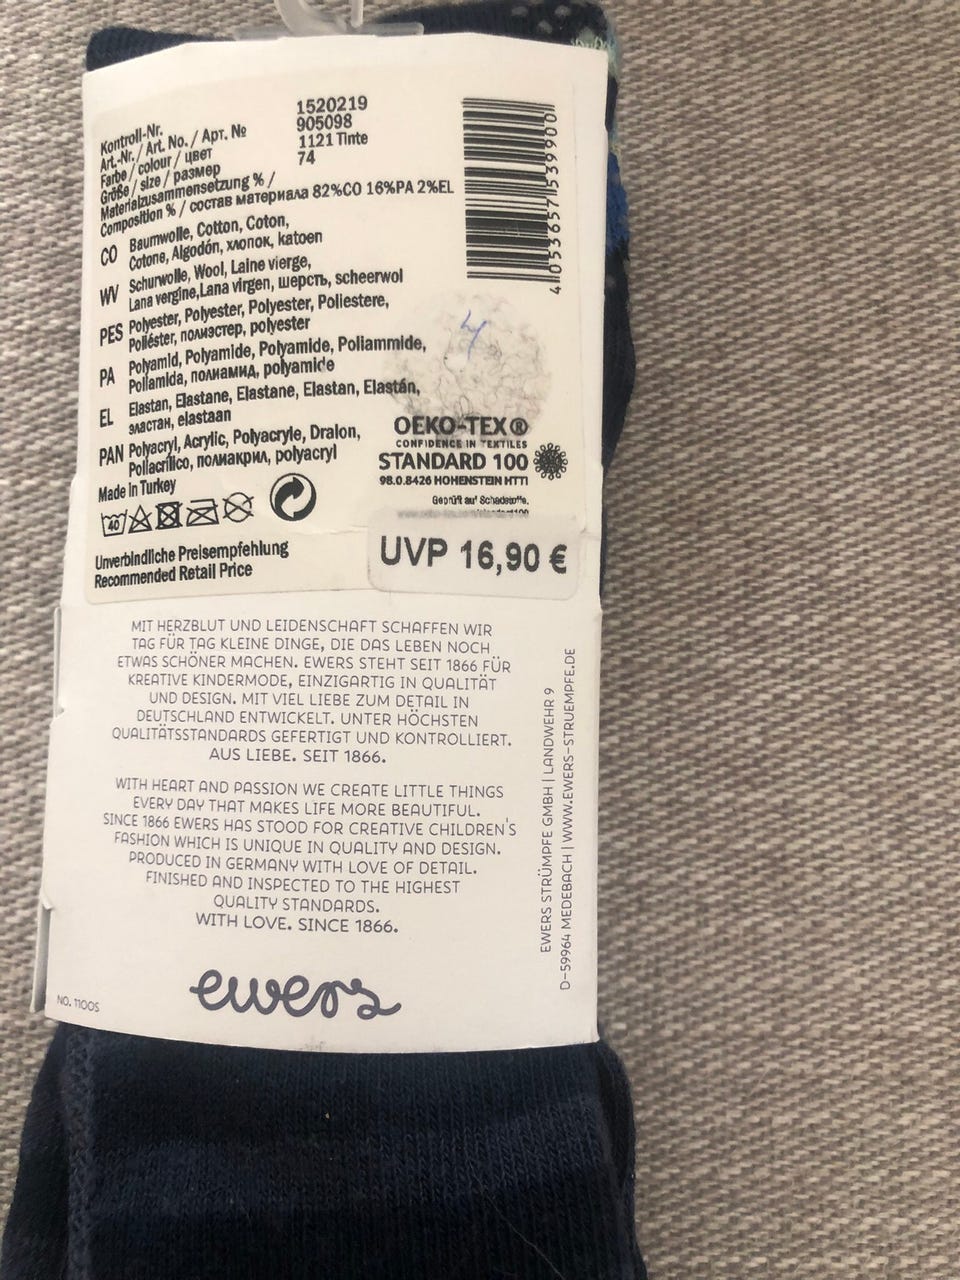 Kontroll-Nr. 1520219
Art.-Nr. / Art. No. / Арт. № 905098
Farbe / colour / цвет 1121 Tinte
Größe / size / размер 74
Materialzusammensetzung % /
Composition % / состав материала 82%CO 16%PA 2%EL
CO Baumwolle, Cotton, Coton,
Cotone, Algodón, хлопок, katoen
WV Schurwolle, Wool, Laine vierge,
Lana vergine,Lana virgen, шерсть, scheerwol
PES Polyester, Polyester, Polyester, Poliestere,
Poliéster, полиэстер, polyester
PA Polyamid, Polyamide, Polyamide, Poliammide,
Poliamida, полиамид, polyamide
EL Elastan, Elastane, Elastane, Elastan, Elastán,
эластан, elastaan
PAN Polyacryl, Acrylic, Polyacryle, Dralon,
Poliacrílico, полиакрил, polyacryl
Made in Turkey
40
Unverbindliche Preisempfehlung
Recommended Retail Price
4053657539900
4
OEKO-TEX®
CONFIDENCE IN TEXTILES
STANDARD 100
98.0.8426 HOHENSTEIN HTTI
Geprüft auf Schadstoffe.
UVP 16,90 €
MIT HERZBLUT UND LEIDENSCHAFT SCHAFFEN WIR
TAG FÜR TAG KLEINE DINGE, DIE DAS LEBEN NOCH
ETWAS SCHÖNER MACHEN. EWERS STEHT SEIT 1866 FÜR
KREATIVE KINDERMODE, EINZIGARTIG IN QUALITÄT
UND DESIGN. MIT VIEL LIEBE ZUM DETAIL IN
DEUTSCHLAND ENTWICKELT. UNTER HÖCHSTEN
QUALITÄTSSTANDARDS GEFERTIGT UND KONTROLLIERT.
AUS LIEBE. SEIT 1866.
WITH HEART AND PASSION WE CREATE LITTLE THINGS
EVERY DAY THAT MAKES LIFE MORE BEAUTIFUL.
SINCE 1866 EWERS HAS STOOD FOR CREATIVE CHILDREN'S
FASHION WHICH IS UNIQUE IN QUALITY AND DESIGN.
PRODUCED IN GERMANY WITH LOVE OF DETAIL.
FINISHED AND INSPECTED TO THE HIGHEST
QUALITY STANDARDS.
WITH LOVE. SINCE 1866.
ewers
NO. 1100S
EWERS STRÜMPFE GMBH | LANDWEHR 9
D-59964 MEDEBACH | WWW.EWERS-STRUEMPFE.DE